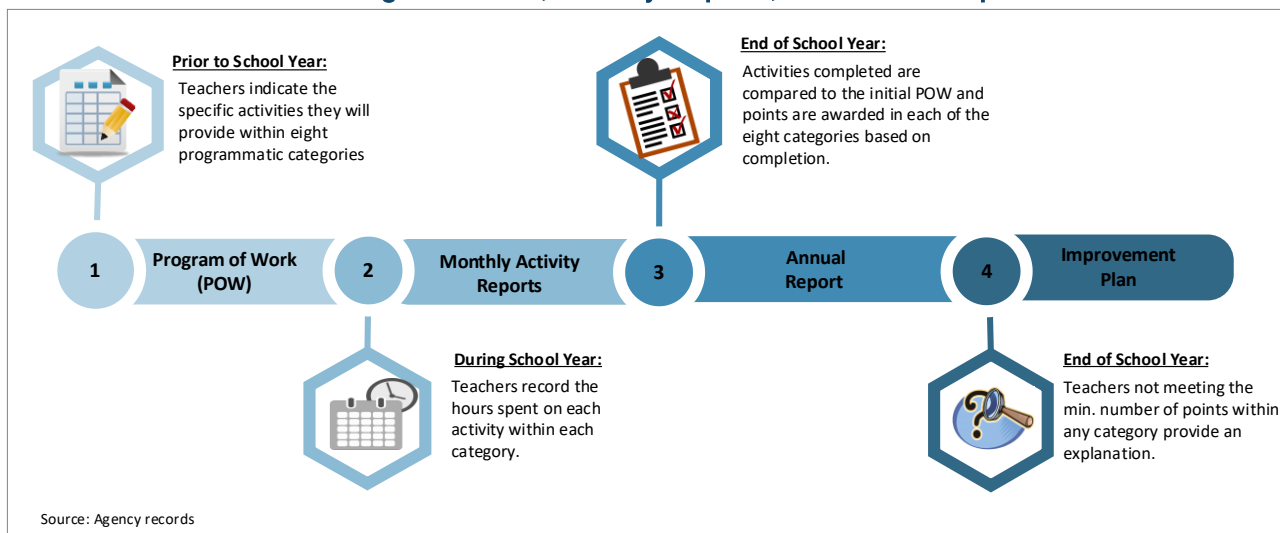 Prior to School Year:
Teachers indicate the
specific activities they will
provide within eight
programmatic categories
End of School Year:
Activities completed are
compared to the initial POW and
points are awarded in each of the
eight categories based on
completion.
1
Program of Work
(POW)
2
Monthly Activity
Reports
3
Annual
Report
4
Improvement
Plan
During School Year:
Teachers record the
hours spent on each
activity within each
category.
End of School Year:
Teachers not meeting the
min. number of points within
any category provide an
explanation.
Source: Agency records